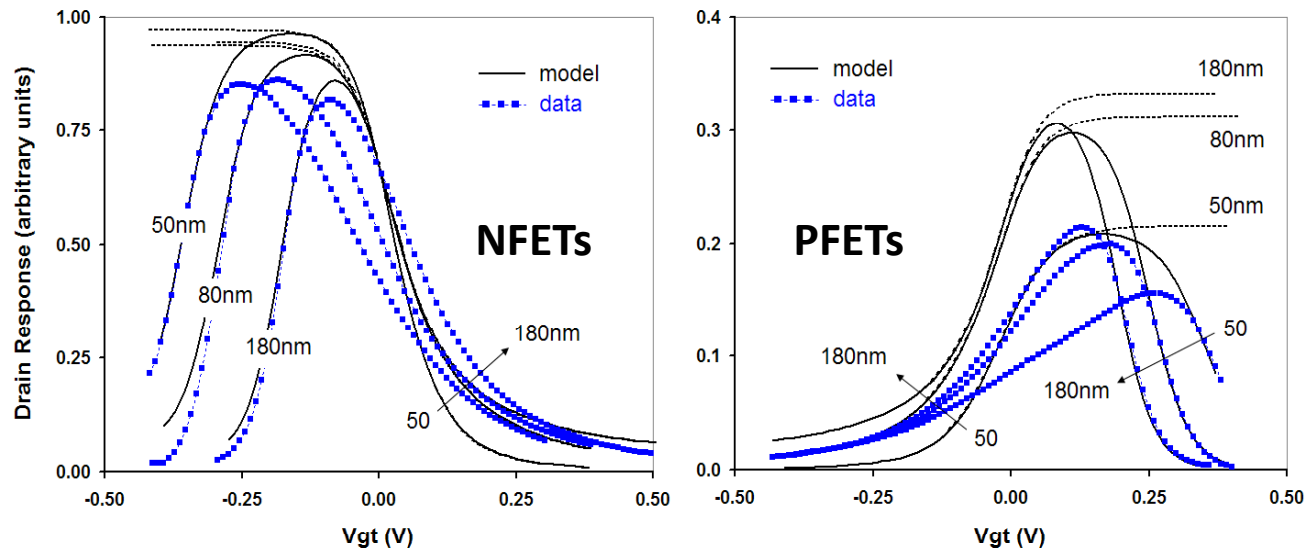 Drain Response (arbitrary units)
1.00
0.75
0.50
0.25
0.00
model
data
50nm
80nm
180nm
NFETs
180nm
50
-0.50
-0.25
0.00
0.25
0.50
Vgt (V)
0.4
0.3
0.2
0.1
0.0
model
data
180nm
80nm
50nm
PFETs
180nm
50
50
180nm
-0.50
-0.25
0.00
0.25
0.50
Vgt (V)